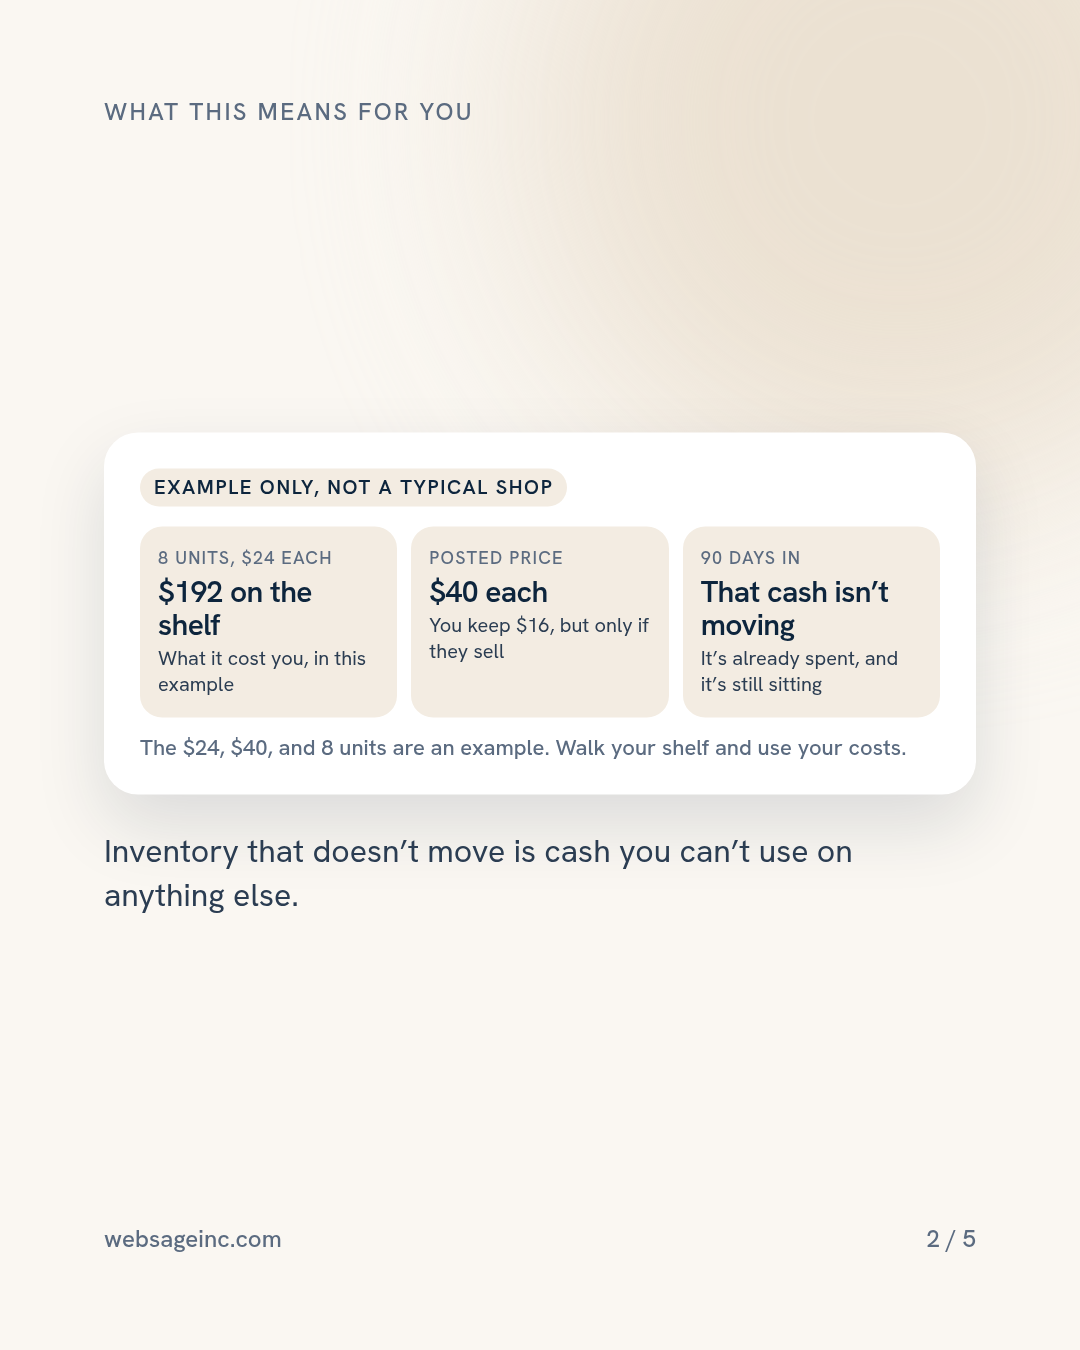 WHAT THIS MEANS FOR YOU
EXAMPLE ONLY, NOT A TYPICAL SHOP
8 UNITS, $24 EACH
$192 on the
shelf
What it cost you, in this
example
POSTED PRICE
$40 each
You keep $16, but only if
they sell
90 DAYS IN
That cash isn’t
moving
It’s already spent, and
it’s still sitting
The $24, $40, and 8 units are an example. Walk your shelf and use your costs.
Inventory that doesn’t move is cash you can’t use on
anything else.
websageinc.com
2 / 5